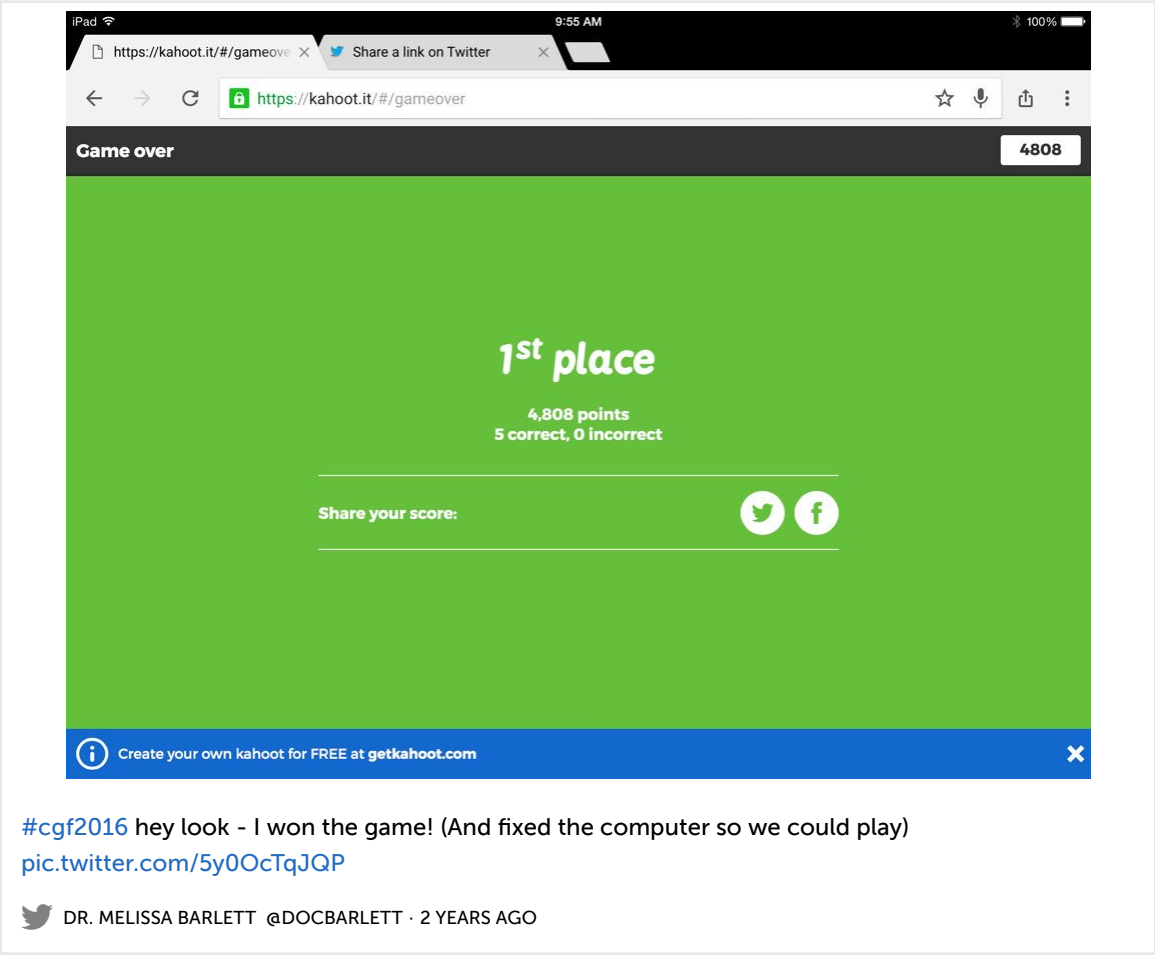 iPad 9:55 AM 100%
https://kahoot.it/#/gameove Share a link on Twitter
https://kahoot.it/#/gameover
Game over 4808
1st place
4,808 points
5 correct, 0 incorrect
Share your score:
Create your own kahoot for FREE at getkahoot.com
#cgf2016 hey look - I won the game! (And fixed the computer so we could play)
pic.twitter.com/5y0OcTqJQP
DR. MELISSA BARLETT @DOCBARLETT · 2 YEARS AGO